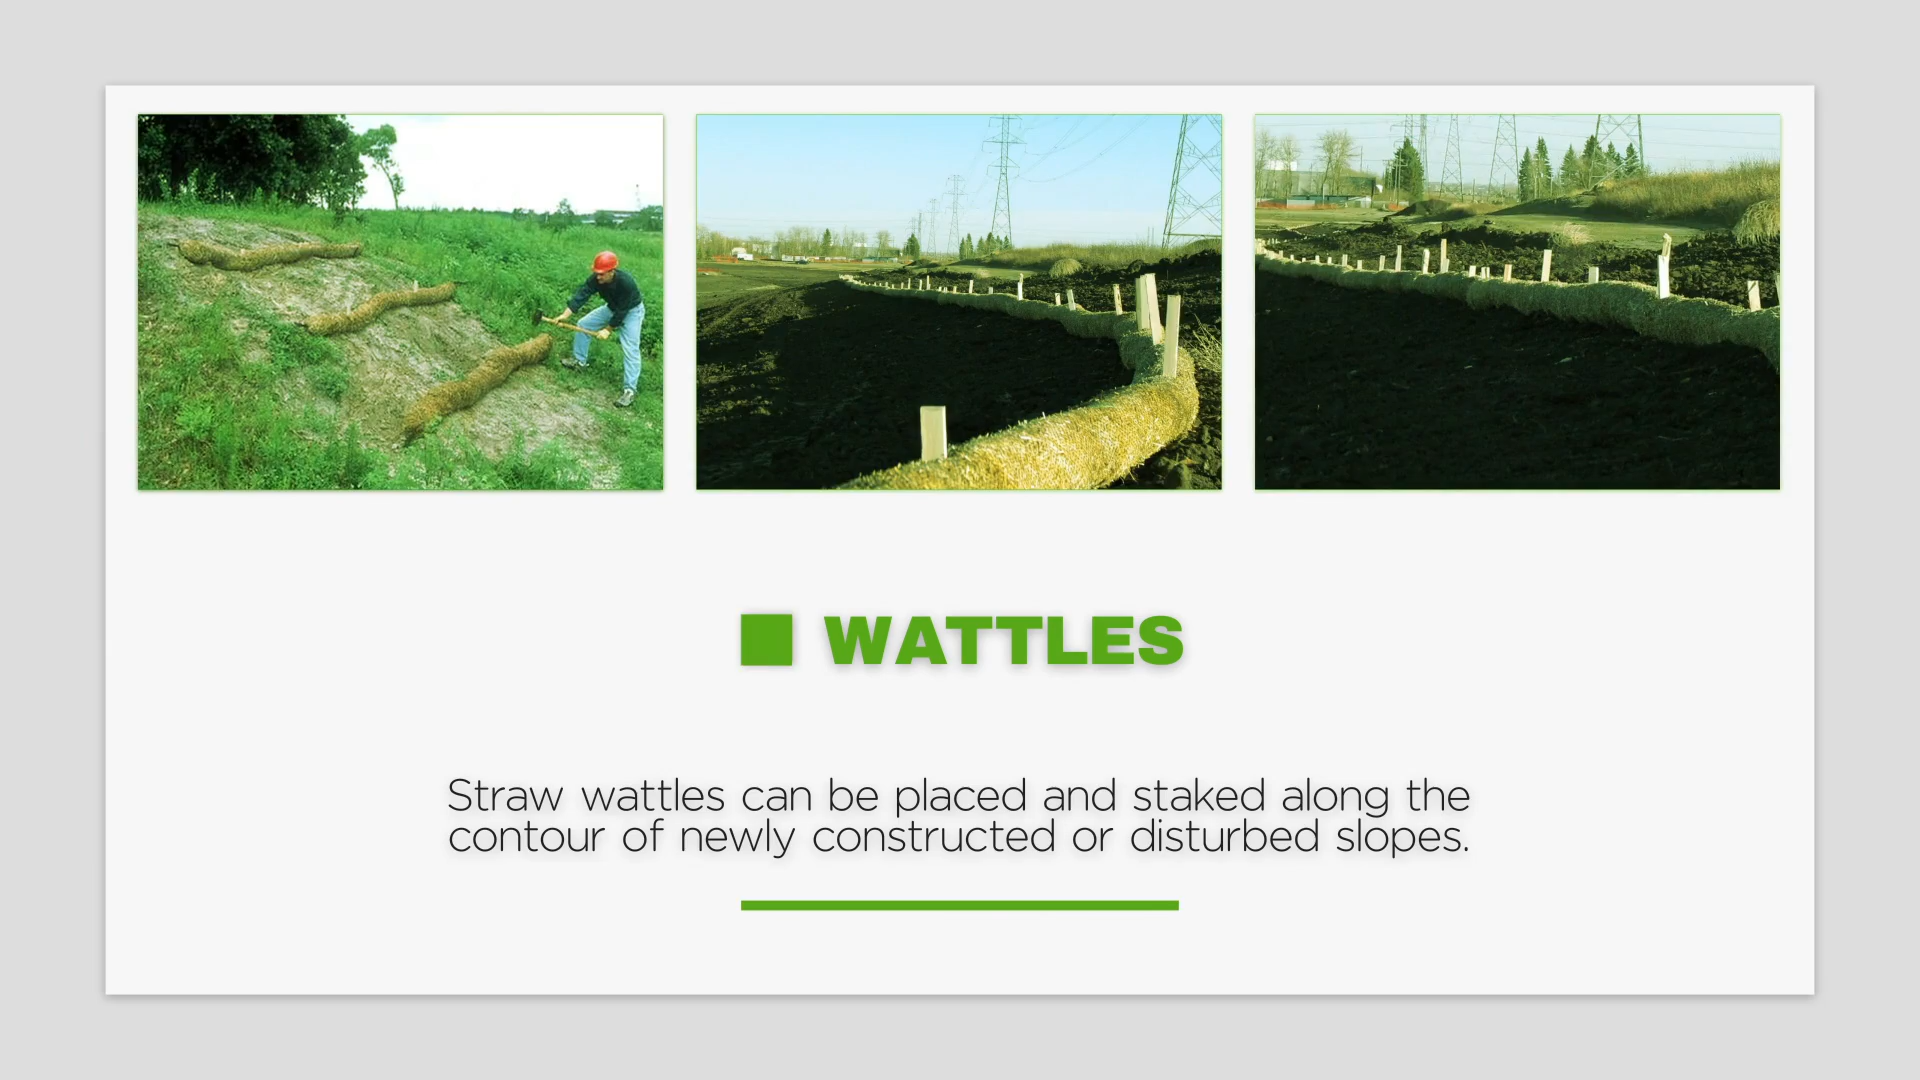 WATTLES
Straw wattles can be placed and staked along the
contour of newly constructed or disturbed slopes.